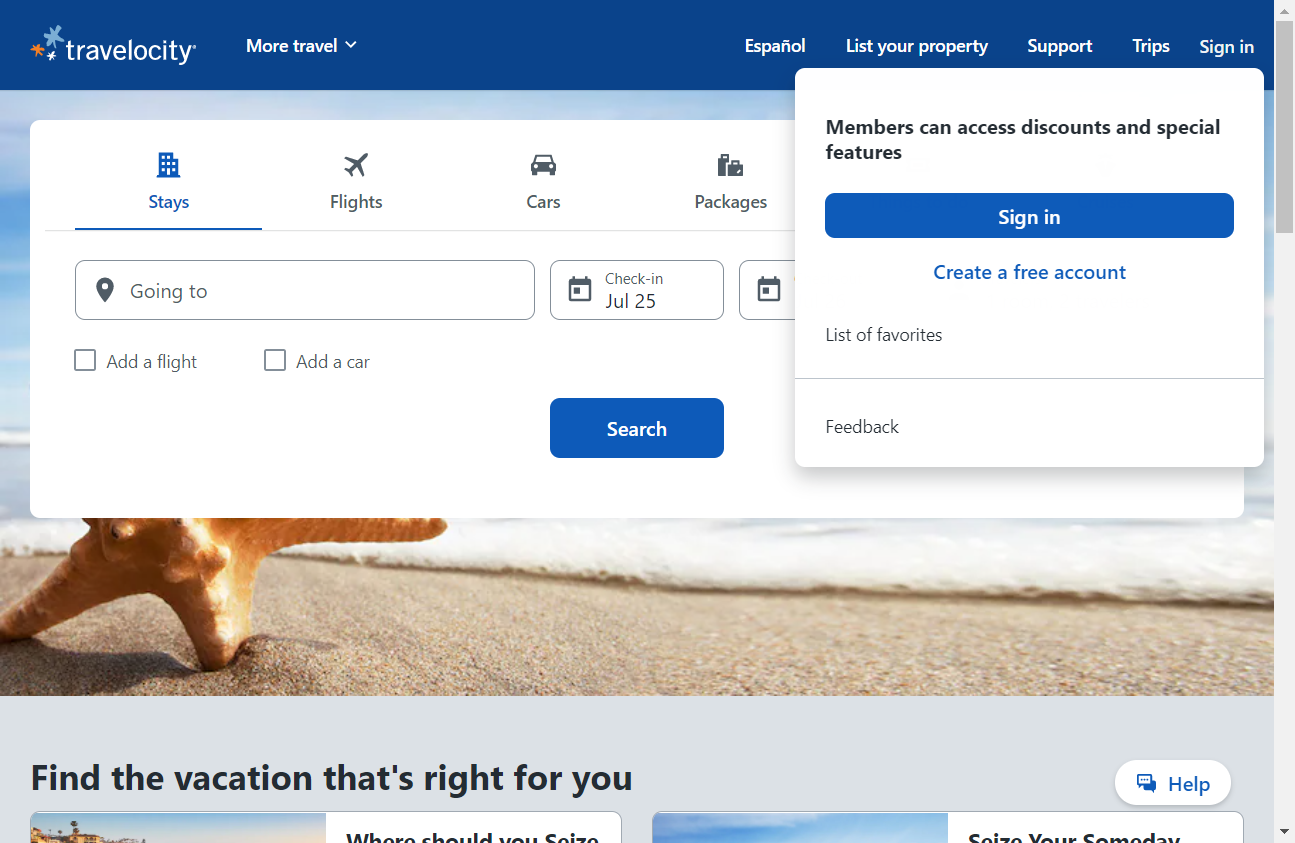 travelocity
More travel
Español
List your property
Support
Trips
Sign in
Members can access discounts and special
features
Sign in
Create a free account
List of favorites
Feedback
Stays
Flights
Cars
Packages
Going to
Check-in
Jul 25
Add a flight
Add a car
Search
Find the vacation that's right for you
Help
Where should you Seize
Seize Your Someday